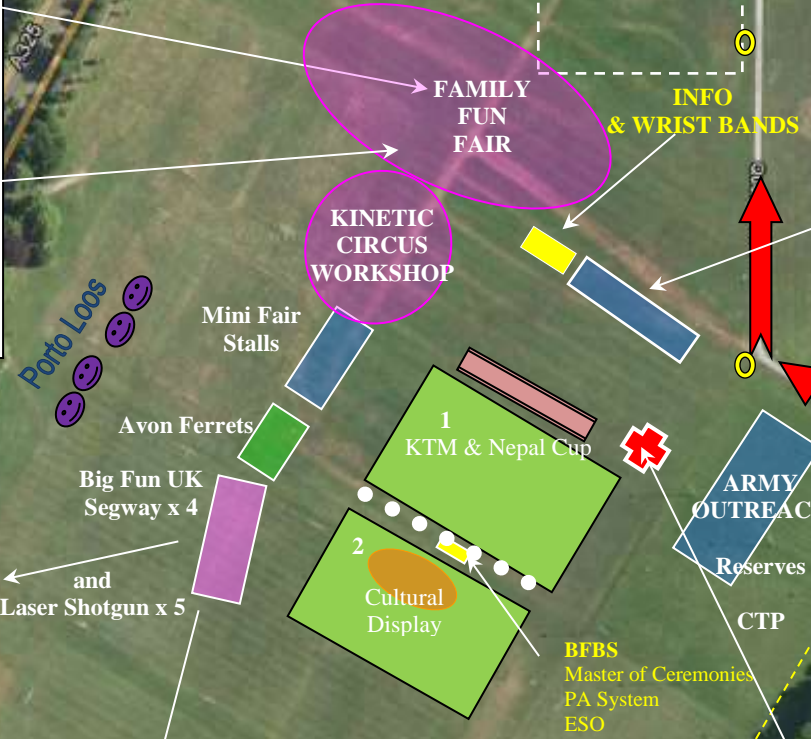 A325
FAMILY
FUN
FAIR
INFO
& WRIST BANDS
KINETIC
CIRCUS
WORKSHOP
Porto Loos
Mini Fair
Stalls
Avon Ferrets
1
KTM & Nepal Cup
Big Fun UK
Segway x 4
and
Laser Shotgun x 5
ARMY
OUTREAC
Reserves
CTP
2
Cultural
Display
BFBS
Master of Ceremonies
PA System
ESO